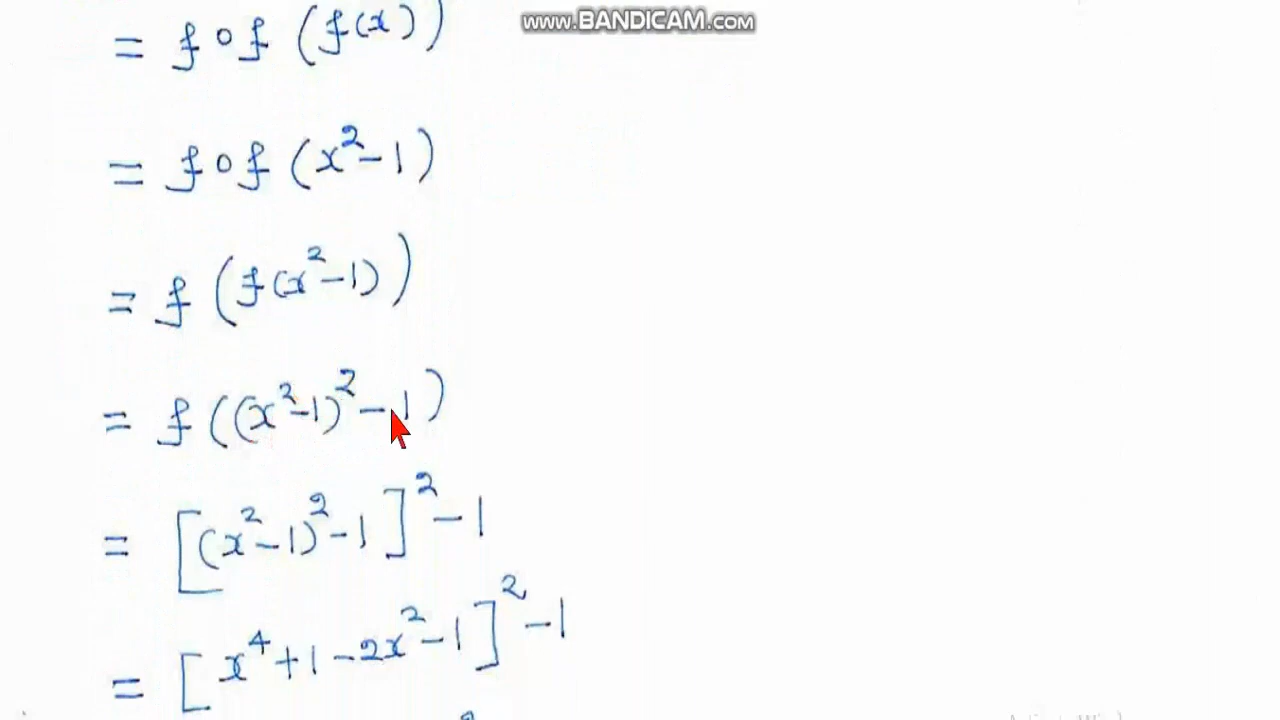 www.BANDICAM.com
= f o f (f(x))
= f o f (x² - 1)
= f (f(x² - 1))
= f ((x² - 1)² - 1)
= [(x² - 1)² - 1]² - 1
= [x⁴ + 1 - 2x² - 1]² - 1